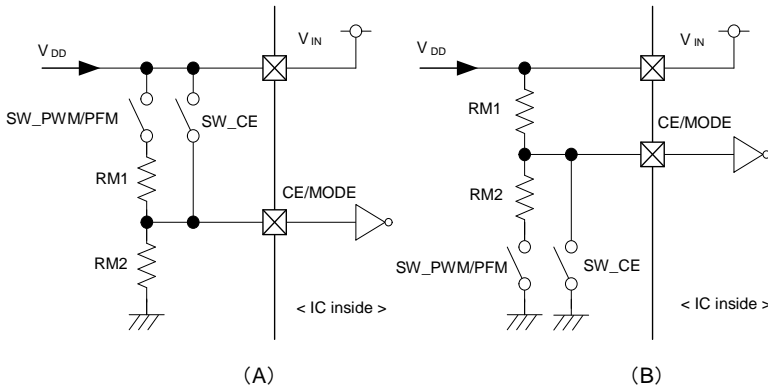 V DD
V IN
SW_PWM/PFM
SW_CE
RM1
CE/MODE
RM2
< IC inside >
（A）
V DD
V IN
RM1
CE/MODE
RM2
SW_PWM/PFM
SW_CE
< IC inside >
（B）